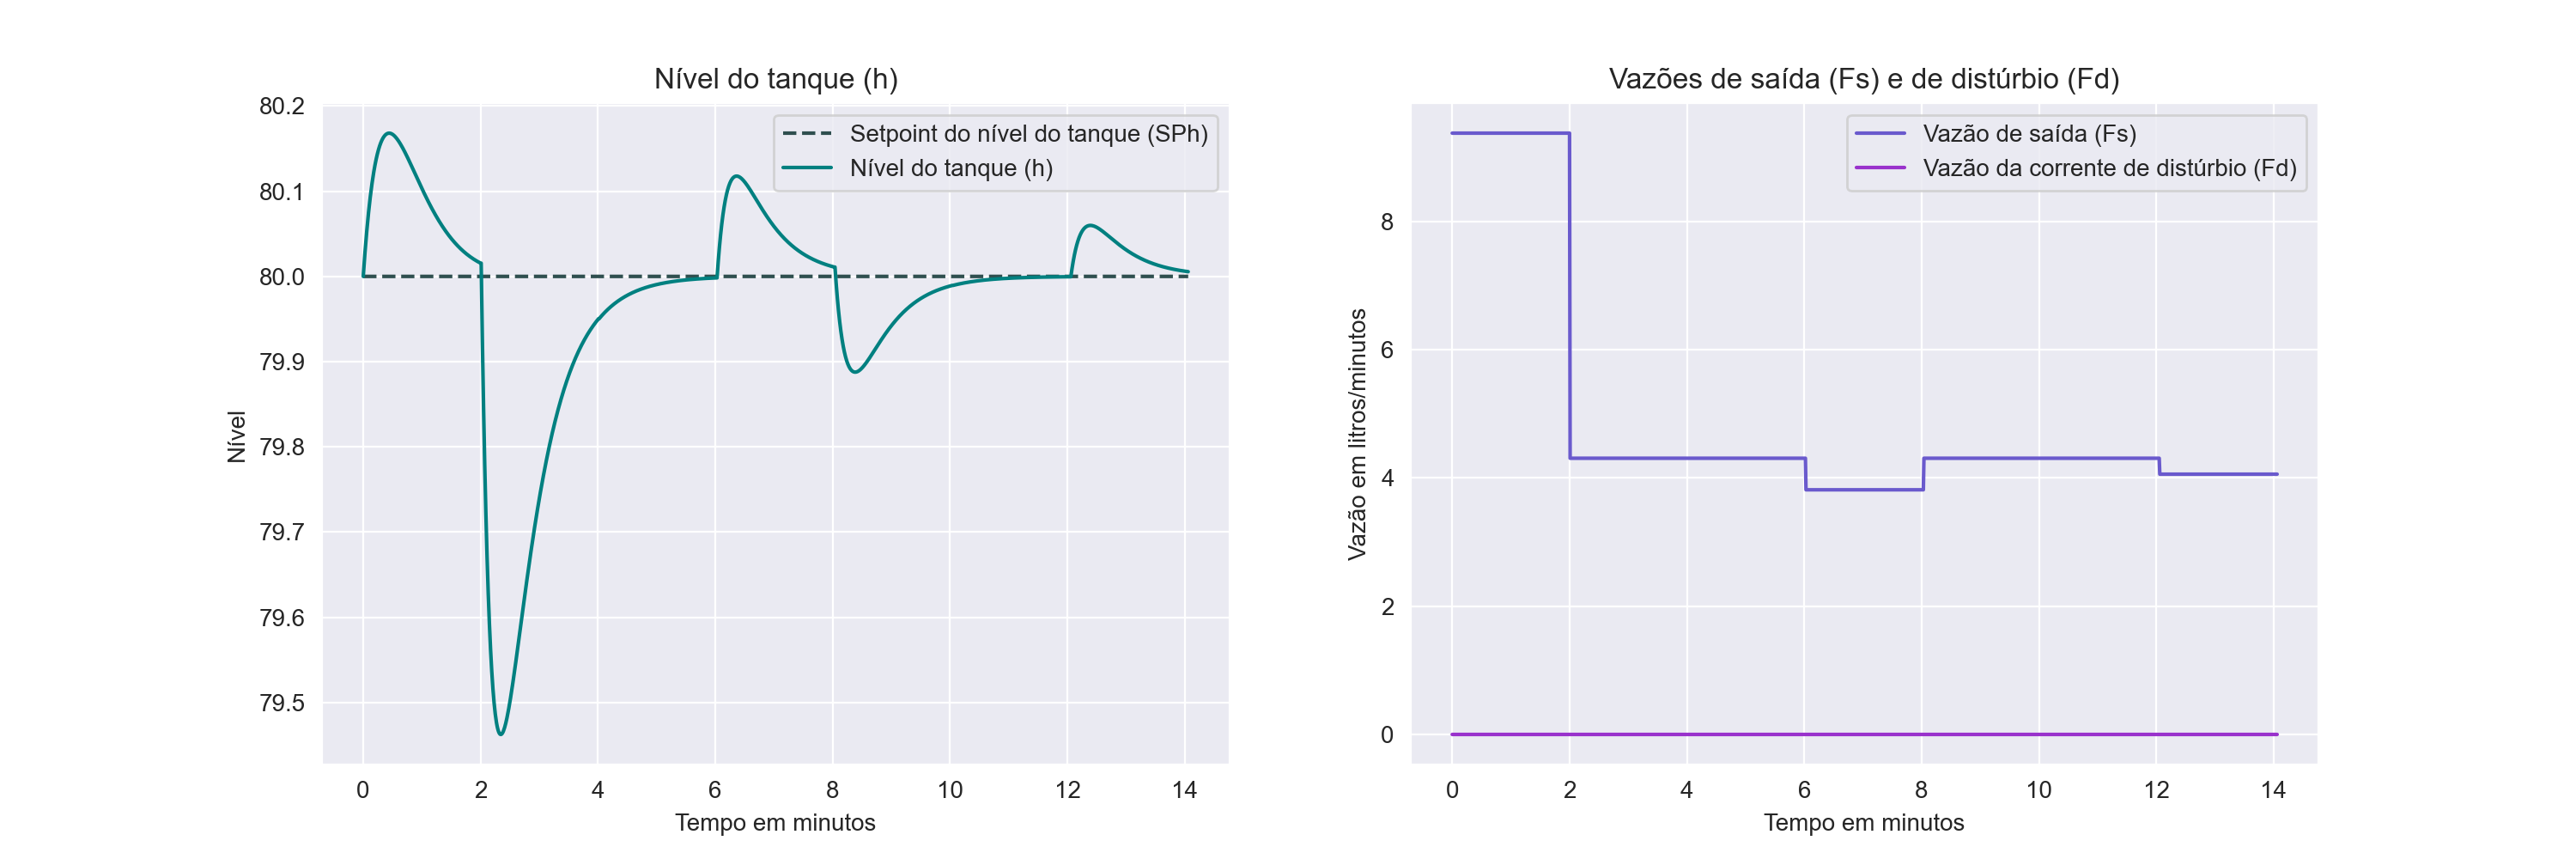 Nível do tanque (h)
80.2
80.1
80.0
79.9
79.8
79.7
79.6
79.5
Nível
Setpoint do nível do tanque (SPh)
Nível do tanque (h)
0 2 4 6 8 10 12 14
Tempo em minutos
Vazões de saída (Fs) e de distúrbio (Fd)
8
6
4
2
0
Vazão em litros/minutos
Vazão de saída (Fs)
Vazão da corrente de distúrbio (Fd)
0 2 4 6 8 10 12 14
Tempo em minutos